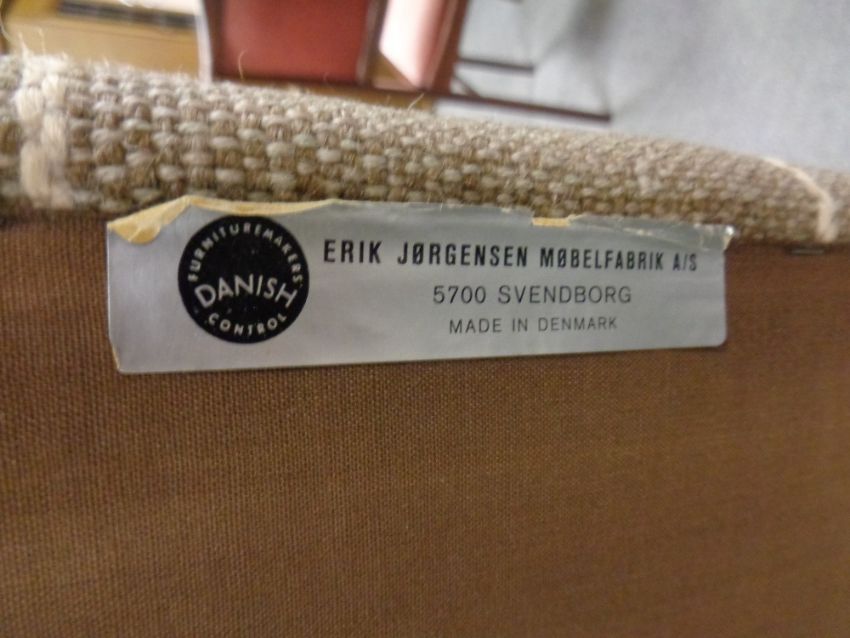 FURNITUREMAKERS'
DANISH
CONTROL
ERIK JØRGENSEN MØBELFABRIK A/S
5700 SVENDBORG
MADE IN DENMARK